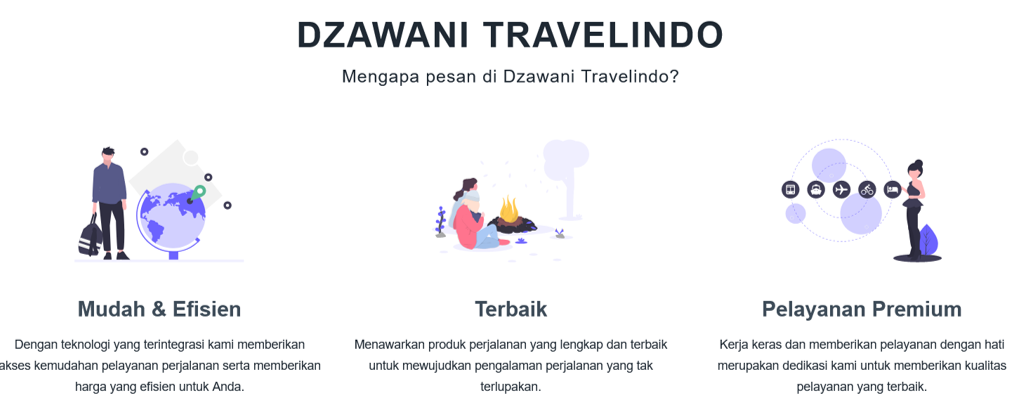 DZAWANI TRAVELINDO
Mengapa pesan di Dzawani Travelindo?
Mudah & Efisien
Dengan teknologi yang terintegrasi kami memberikan
akses kemudahan pelayanan perjalanan serta memberikan
harga yang efisien untuk Anda.
Terbaik
Menawarkan produk perjalanan yang lengkap dan terbaik
untuk mewujudkan pengalaman perjalanan yang tak
terlupakan.
Pelayanan Premium
Kerja keras dan memberikan pelayanan dengan hati
merupakan dedikasi kami untuk memberikan kualitas
pelayanan yang terbaik.